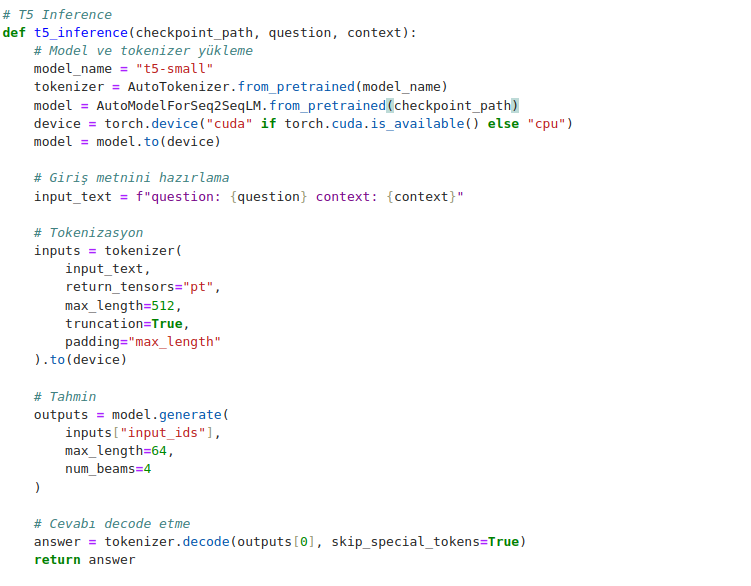 # T5 Inference
def t5_inference(checkpoint_path, question, context):
    # Model ve tokenizer yükleme
    model_name = "t5-small"
    tokenizer = AutoTokenizer.from_pretrained(model_name)
    model = AutoModelForSeq2SeqLM.from_pretrained(checkpoint_path)
    device = torch.device("cuda" if torch.cuda.is_available() else "cpu")
    model = model.to(device)

    # Giriş metnini hazırlama
    input_text = f"question: {question} context: {context}"

    # Tokenizasyon
    inputs = tokenizer(
        input_text,
        return_tensors="pt",
        max_length=512,
        truncation=True,
        padding="max_length"
    ).to(device)

    # Tahmin
    outputs = model.generate(
        inputs["input_ids"],
        max_length=64,
        num_beams=4
    )

    # Cevabı decode etme
    answer = tokenizer.decode(outputs[0], skip_special_tokens=True)
    return answer